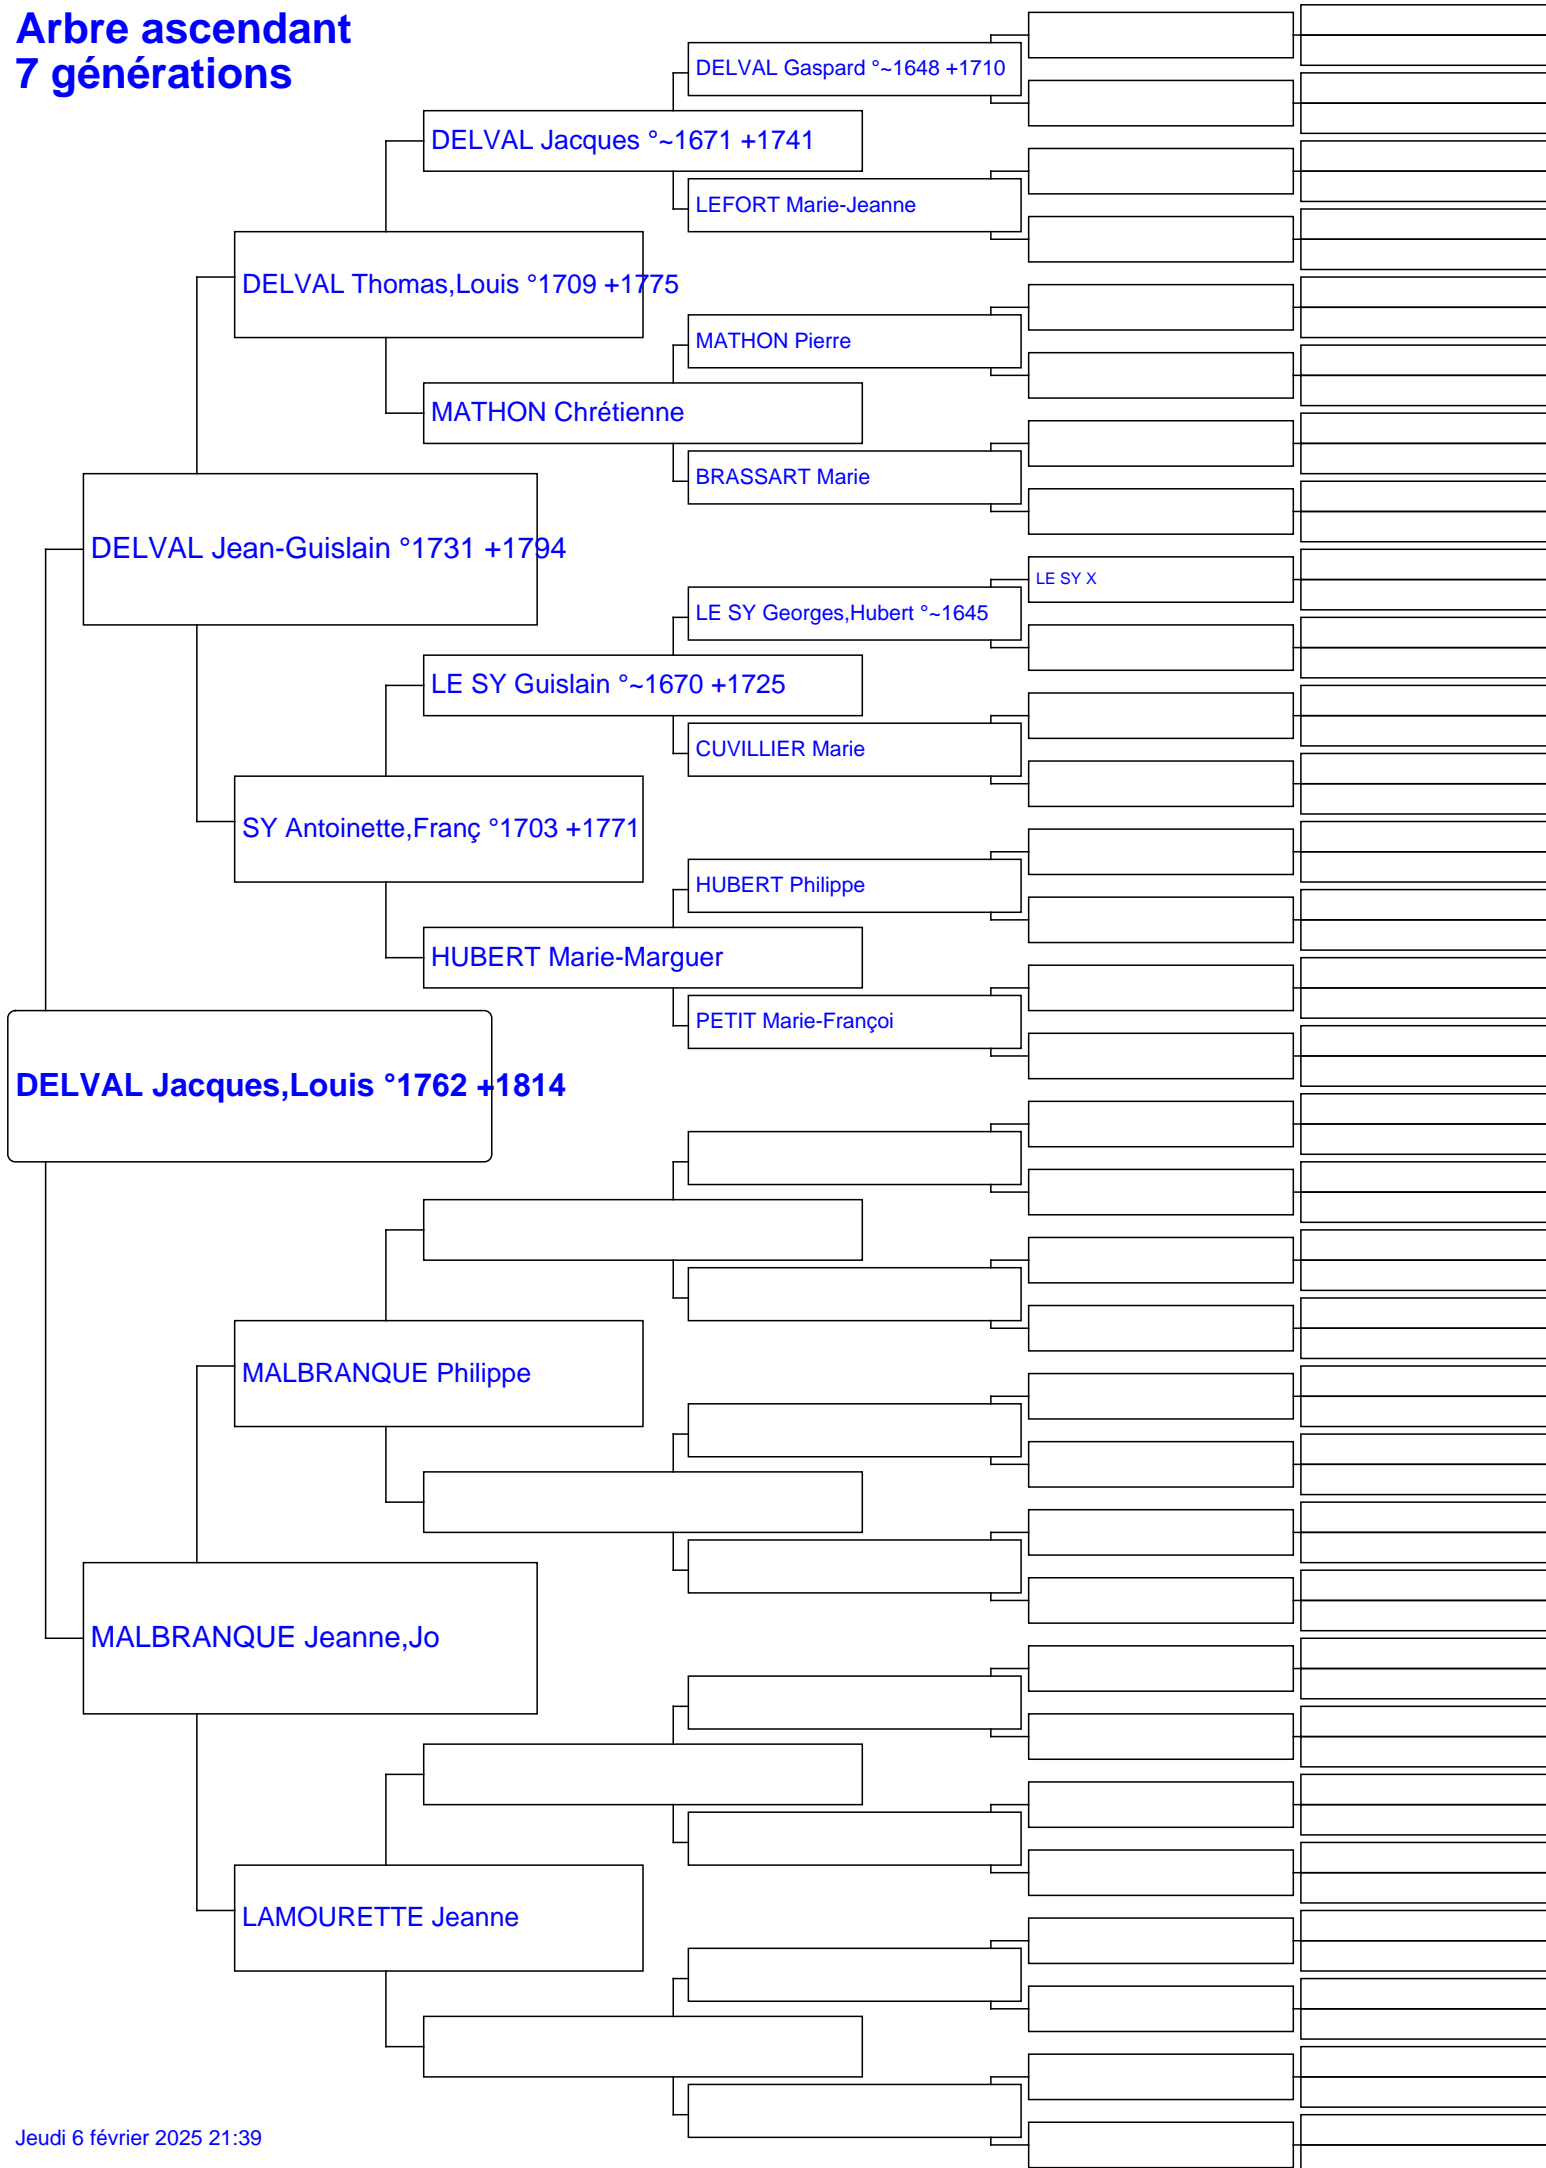 Arbre ascendant
7 générations
DELVAL Gaspard °~1648 +1710
DELVAL Jacques °~1671 +1741
LEFORT Marie-Jeanne
DELVAL Thomas,Louis °1709 +1775
MATHON Pierre
MATHON Chrétienne
BRASSART Marie
DELVAL Jean-Guislain °1731 +1794
LE SY X
LE SY Georges,Hubert °~1645
LE SY Guislain °~1670 +1725
CUVILLIER Marie
SY Antoinette,Franç °1703 +1771
HUBERT Philippe
HUBERT Marie-Marguer
PETIT Marie-Françoi
DELVAL Jacques,Louis °1762 +1814
MALBRANQUE Philippe
MALBRANQUE Jeanne,Jo
LAMOURETTE Jeanne
Jeudi 6 février 2025 21:39